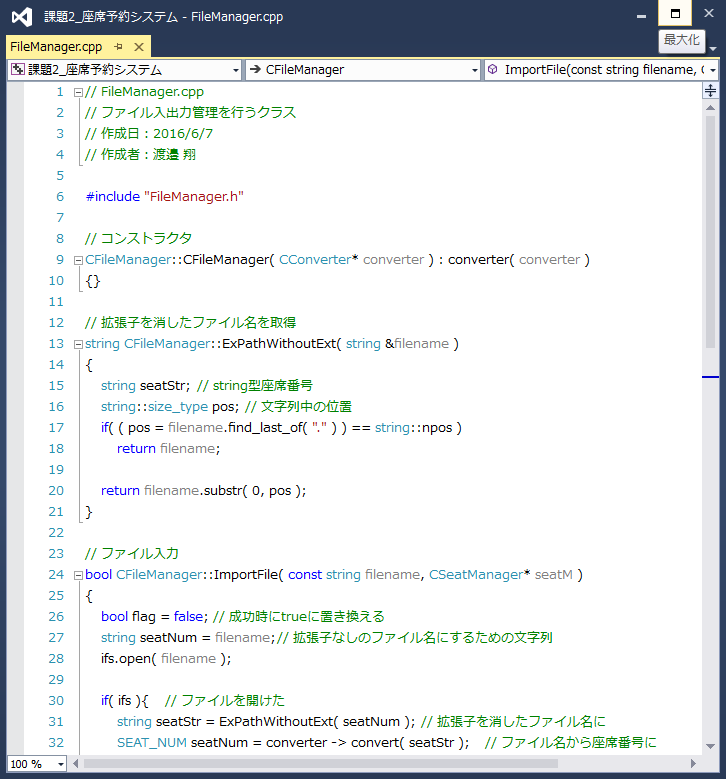 課題2_座席予約システム - FileManager.cpp
最大化
FileManager.cpp
課題2_座席予約システム
CFileManager
ImportFile(const string filename, C
1 // FileManager.cpp
2 // ファイル入出力管理を行うクラス
3 // 作成日：2016/6/7
4 // 作成者：渡邉 翔
5
6 #include "FileManager.h"
7
8 // コンストラクタ
9 CFileManager::CFileManager( CConverter* converter ) : converter( converter )
10 {}
11
12 // 拡張子を消したファイル名を取得
13 string CFileManager::ExPathWithoutExt( string &filename )
14 {
15 string seatStr; // string型座席番号
16 string::size_type pos; // 文字列中の位置
17 if( ( pos = filename.find_last_of( "." ) ) == string::npos )
18 return filename;
19
20 return filename.substr( 0, pos );
21 }
22
23 // ファイル入力
24 bool CFileManager::ImportFile( const string filename, CSeatManager* seatM )
25 {
26 bool flag = false; // 成功時にtrueに置き換える
27 string seatNum = filename;// 拡張子なしのファイル名にするための文字列
28 ifs.open( filename );
29
30 if( ifs ){ // ファイルを開けた
31 string seatStr = ExPathWithoutExt( seatNum ); // 拡張子を消したファイル名に
32 SEAT_NUM seatNum = converter -> convert( seatStr ); // ファイル名から座席番号に
100 %